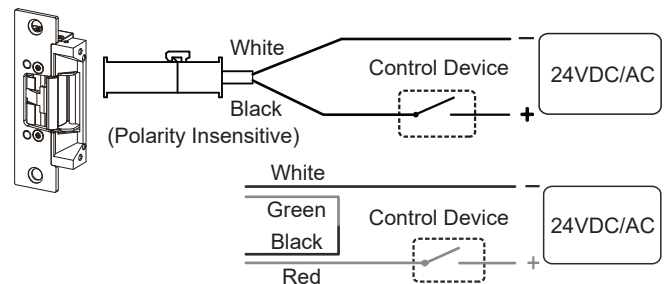 White
−
Control Device
24VDC/AC
Black
+
(Polarity Insensitive)
White
−
Green
Control Device
24VDC/AC
Black
+
Red